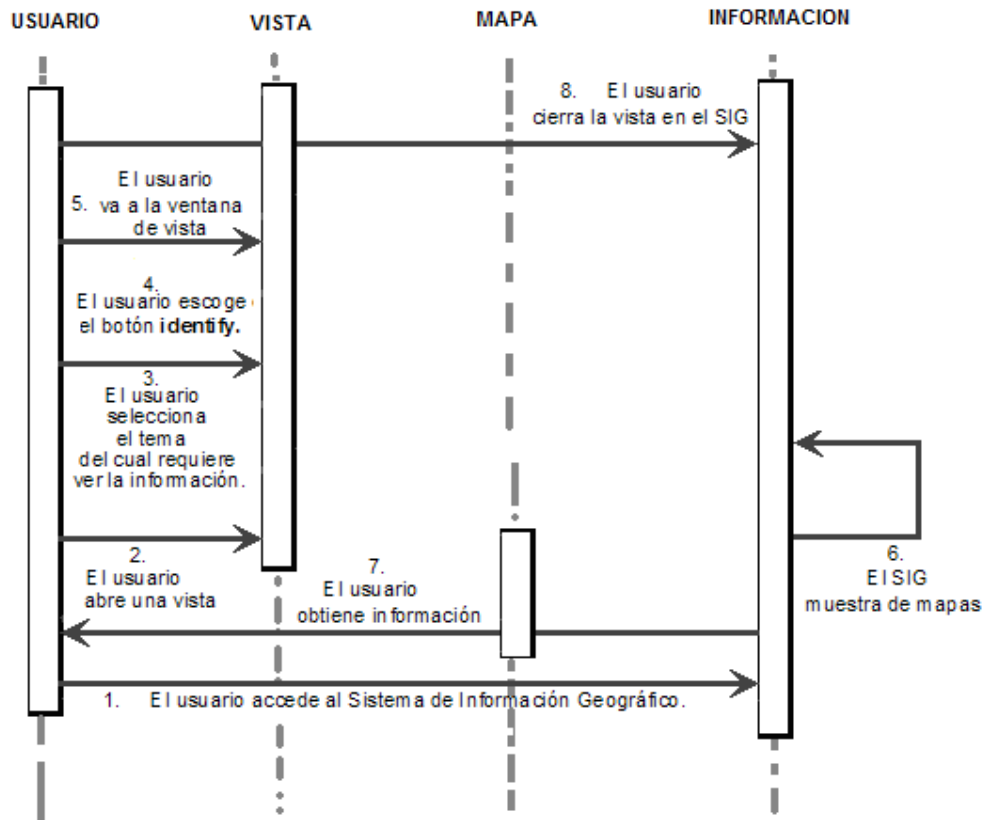 USUARIO
VISTA
MAPA
INFORMACION
8. El usuario
cierra la vista en el SIG
El usuario
5. va a la ventana
de vista
4.
El usuario escoge
el botón identify.
3.
El usuario
selecciona
el tema
del cual requiere
ver la información.
2.
El usuario
abre una vista
7.
El usuario
obtiene información
6.
El SIG
muestra de mapas
1. El usuario accede al Sistema de Información Geográfico.